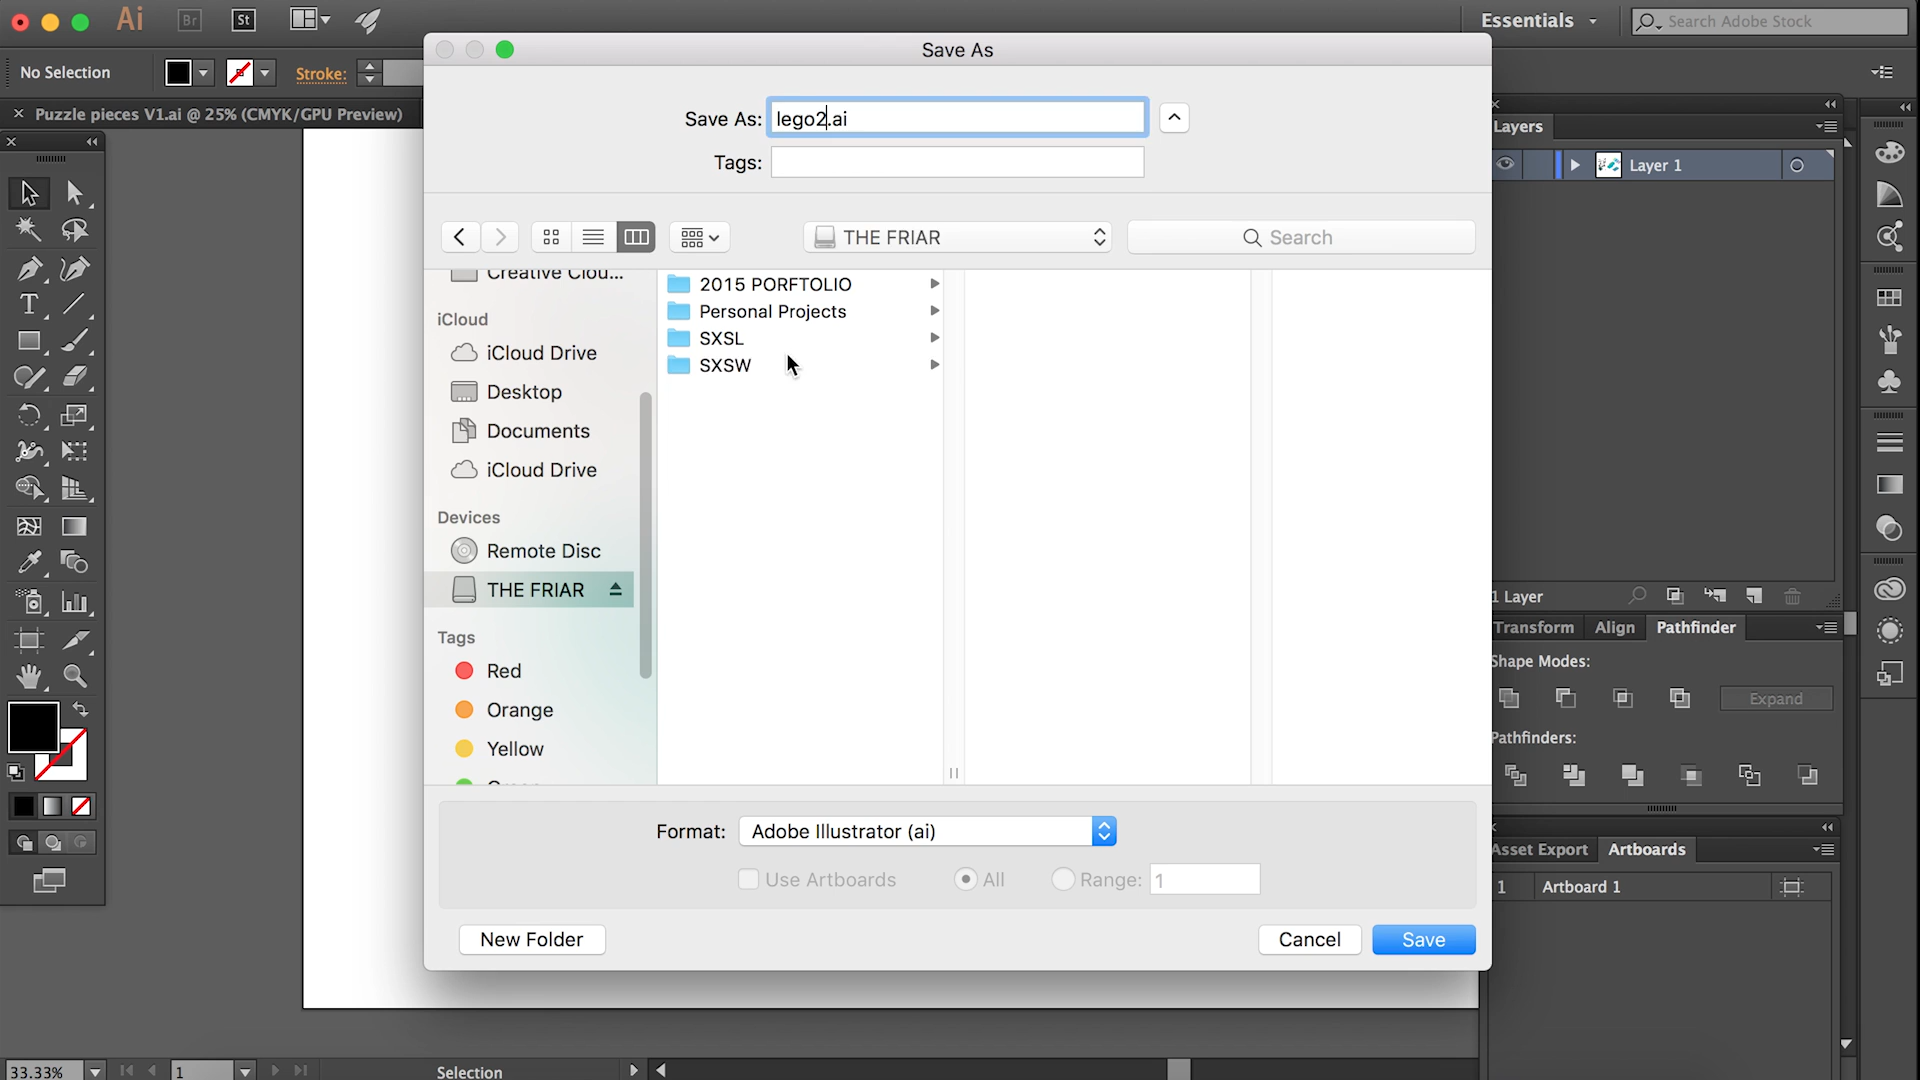 Ai Br St Essentials Search Adobe Stock
No Selection Stroke:
Puzzle pieces V1.ai @ 25% (CMYK/GPU Preview)
Save As
Save As: lego2.ai
Tags:
THE FRIAR
Search
Creative Clou...
iCloud
iCloud Drive
Desktop
Documents
iCloud Drive
Devices
Remote Disc
THE FRIAR
Tags
Red
Orange
Yellow
2015 PORFTOLIO
Personal Projects
SXSL
SXSW
Format: Adobe Illustrator (ai)
Use Artboards All Range: 1
New Folder Cancel Save
Layers
Layer 1
1 Layer
Transform Align Pathfinder
Shape Modes:
Expand
Pathfinders:
Asset Export Artboards
1 Artboard 1
33.33% 1 Selection